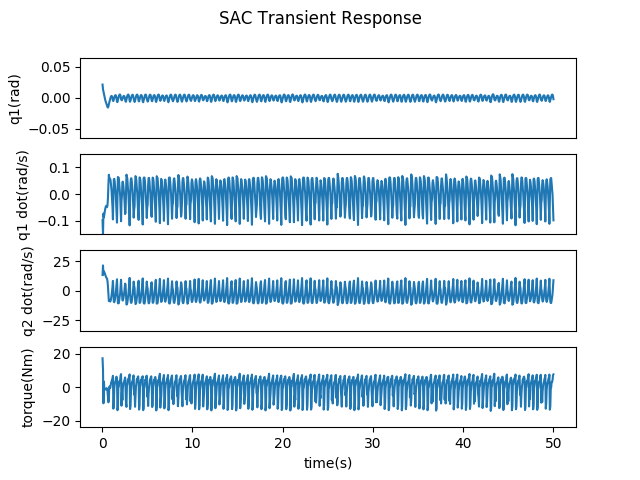 SAC Transient Response
q1(rad)
0.05
0.00
−0.05
q1 dot(rad/s)
0.1
0.0
−0.1
q2 dot(rad/s)
25
0
−25
torque(Nm)
20
0
−20
0 10 20 30 40 50
time(s)